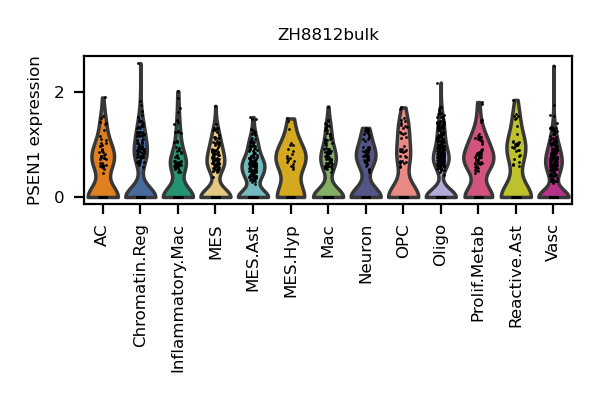 ZH8812bulk
PSEN1 expression
2
0
AC
Chromatin.Reg
Inflammatory.Mac
MES
MES.Ast
MES.Hyp
Mac
Neuron
OPC
Oligo
Prolif.Metab
Reactive.Ast
Vasc